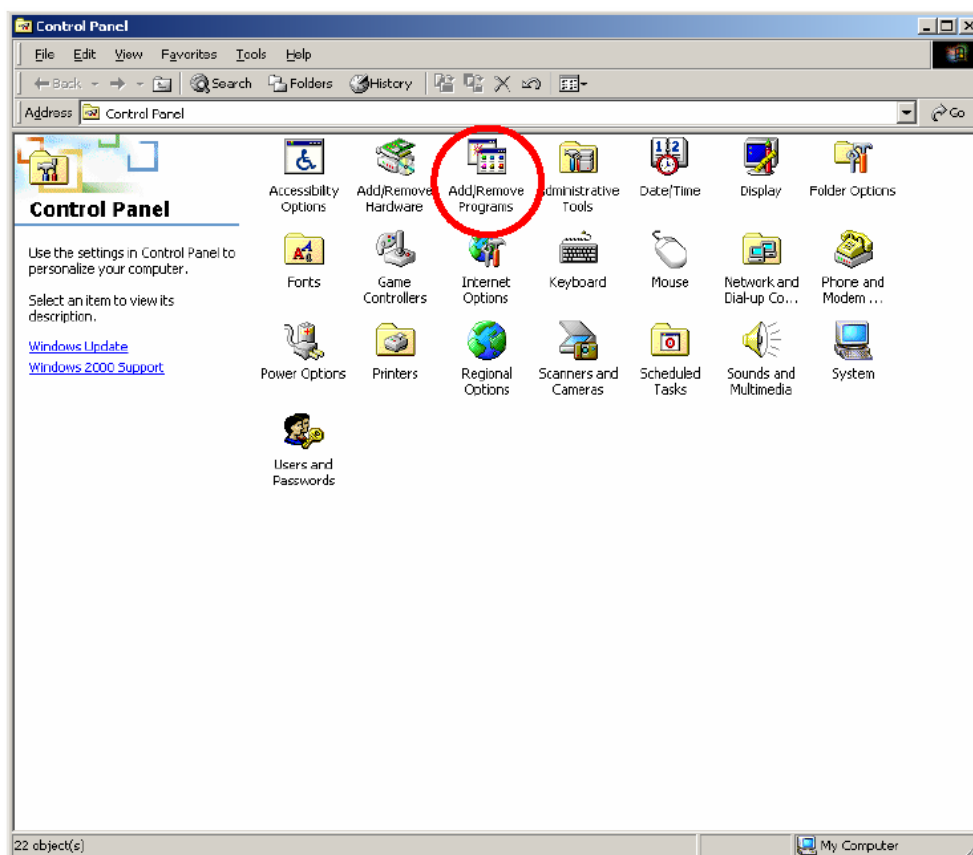 Control Panel
File Edit View Favorites Tools Help
Back Search Folders History
Address Control Panel Go
Control Panel
Use the settings in Control Panel to
personalize your computer.
Select an item to view its
description.
Windows Update
Windows 2000 Support
Accessibility
Options
Add/Remove
Hardware
Add/Remove
Programs
dministrative
Tools
Date/Time
Display
Folder Options
Fonts
Game
Controllers
Internet
Options
Keyboard
Mouse
Network and
Dial-up Co...
Phone and
Modem ...
Power Options
Printers
Regional
Options
Scanners and
Cameras
Scheduled
Tasks
Sounds and
Multimedia
System
Users and
Passwords
22 object(s) My Computer